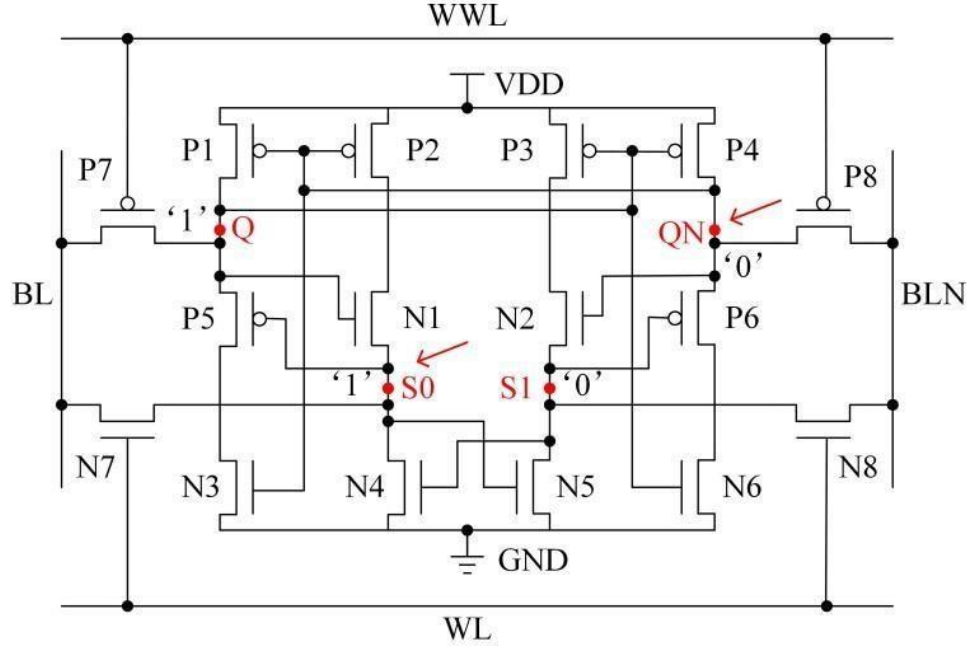 WWL
VDD
P1 P2 P3 P4
P7 P8
‘1’ Q QN
‘0’
BL BLN
P5 N1 N2 P6
‘1’ S0 S1 ‘0’
N7 N8
N3 N4 N5 N6
GND
WL